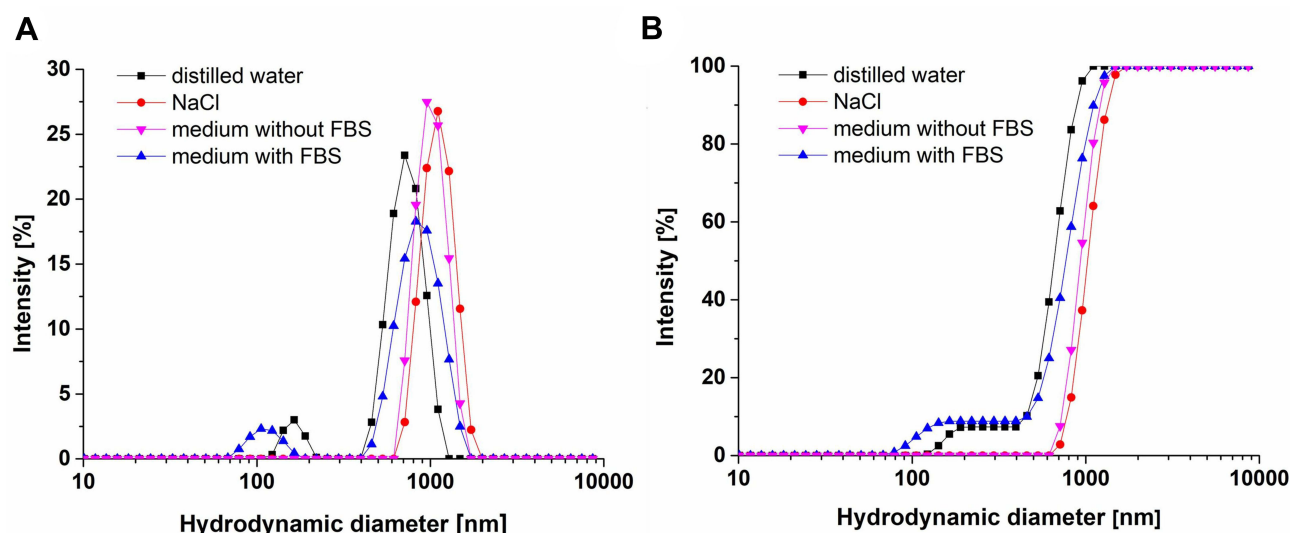 A
30
25
20
15
10
5
0
Intensity [%]
distilled water
NaCl
medium without FBS
medium with FBS
10
100
1000
10000
Hydrodynamic diameter [nm]
B
100
80
60
40
20
0
Intensity [%]
distilled water
NaCl
medium without FBS
medium with FBS
10
100
1000
10000
Hydrodynamic diameter [nm]